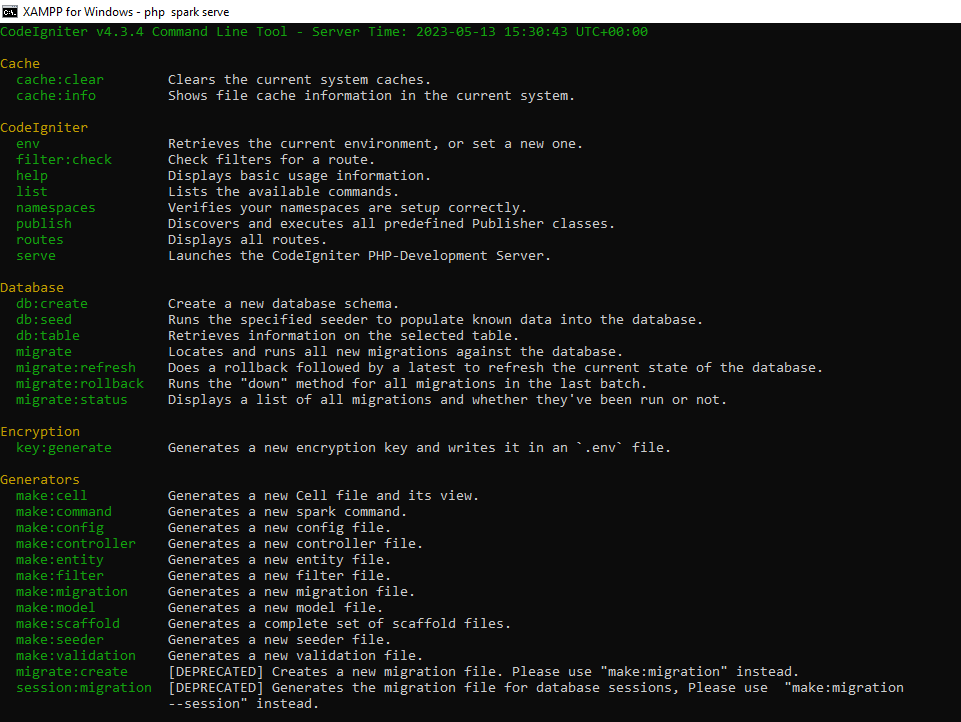 XAMPP for Windows - php  spark serve
CodeIgniter v4.3.4 Command Line Tool - Server Time: 2023-05-13 15:30:43 UTC+00:00
Cache
cache:clear        Clears the current system caches.
cache:info         Shows file cache information in the current system.
CodeIgniter
env                Retrieves the current environment, or set a new one.
filter:check       Check filters for a route.
help               Displays basic usage information.
list               Lists the available commands.
namespaces         Verifies your namespaces are setup correctly.
publish            Discovers and executes all predefined Publisher classes.
routes             Displays all routes.
serve              Launches the CodeIgniter PHP-Development Server.
Database
db:create          Create a new database schema.
db:seed            Runs the specified seeder to populate known data into the database.
db:table           Retrieves information on the selected table.
migrate            Locates and runs all new migrations against the database.
migrate:refresh    Does a rollback followed by a latest to refresh the current state of the database.
migrate:rollback   Runs the "down" method for all migrations in the last batch.
migrate:status     Displays a list of all migrations and whether they've been run or not.
Encryption
key:generate       Generates a new encryption key and writes it in an `.env` file.
Generators
make:cell          Generates a new Cell file and its view.
make:command       Generates a new spark command.
make:config        Generates a new config file.
make:controller    Generates a new controller file.
make:entity        Generates a new entity file.
make:filter        Generates a new filter file.
make:migration     Generates a new migration file.
make:model         Generates a new model file.
make:scaffold      Generates a complete set of scaffold files.
make:seeder        Generates a new seeder file.
make:validation    Generates a new validation file.
migrate:create     [DEPRECATED] Creates a new migration file. Please use "make:migration" instead.
session:migration  [DEPRECATED] Generates the migration file for database sessions, Please use  "make:migration
--session" instead.